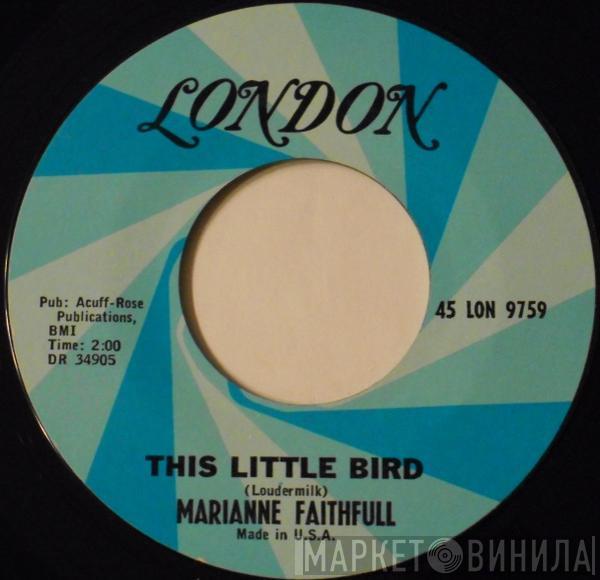 LONDON
Pub: Acuff-Rose
Publications,
BMI
Time: 2:00
DR 34905
45 LON 9759
THIS LITTLE BIRD
(Loudermilk)
MARIANNE FAITHFULL
Made in U.S.A.
МАРКЕТ ВИНИЛА